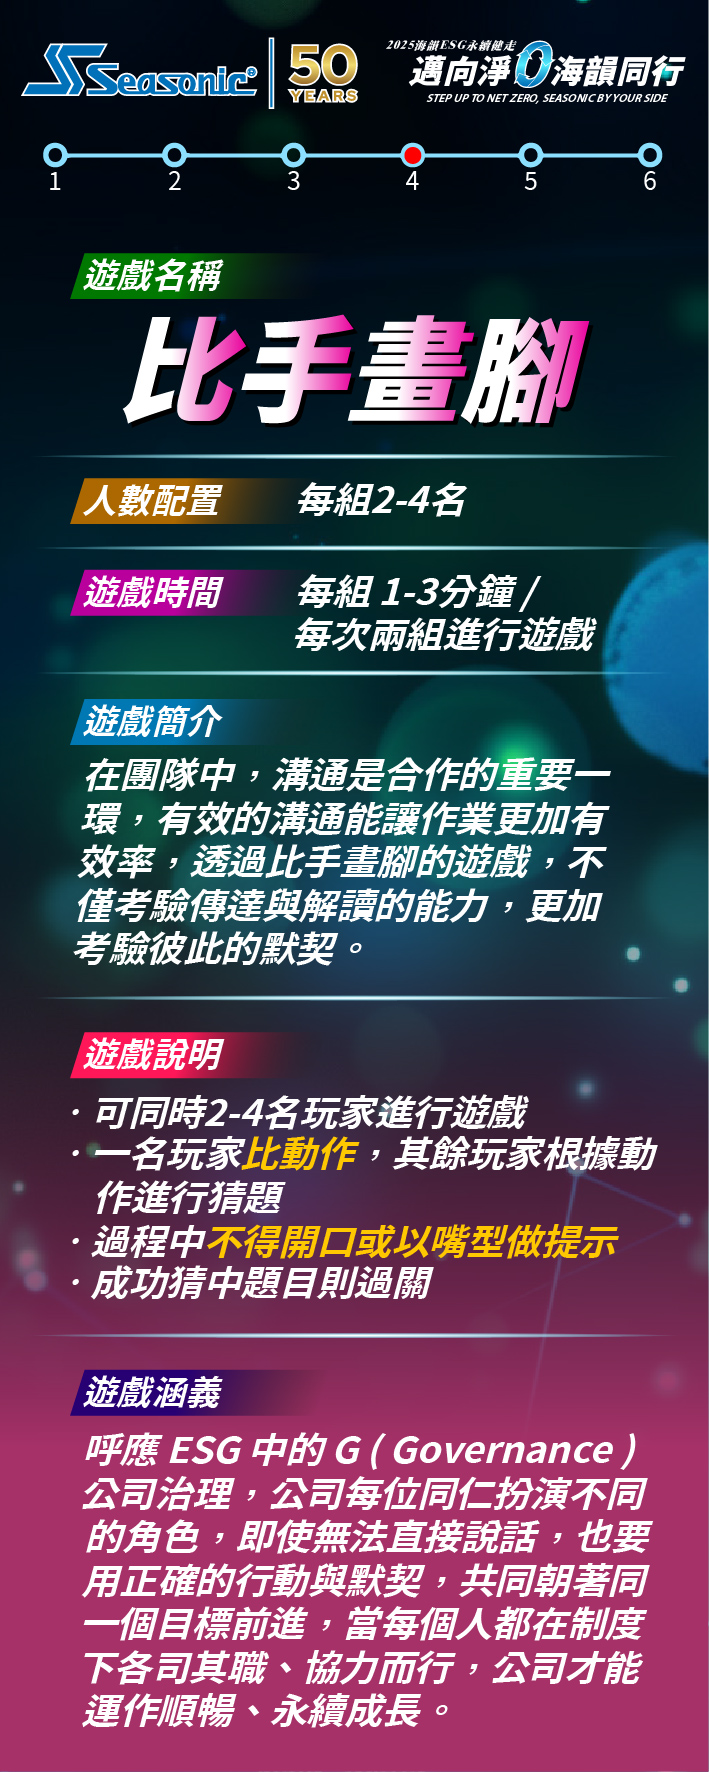 Seasonic® 50 YEARS
2025海韻ESG永續健走
邁向淨0海韻同行
STEP UP TO NET ZERO, SEASONIC BY YOUR SIDE
1 2 3 4 5 6
遊戲名稱
比手畫腳
人數配置 每組2-4名
遊戲時間 每組 1-3分鐘 /
每次兩組進行遊戲
遊戲簡介
在團隊中，溝通是合作的重要一
環，有效的溝通能讓作業更加有
效率，透過比手畫腳的遊戲，不
僅考驗傳達與解讀的能力，更加
考驗彼此的默契。
遊戲說明
· 可同時2-4名玩家進行遊戲
· 一名玩家比動作，其餘玩家根據動
作進行猜題
· 過程中不得開口或以嘴型做提示
· 成功猜中題目則過關
遊戲涵義
呼應 ESG 中的 G ( Governance )
公司治理，公司每位同仁扮演不同
的角色，即使無法直接說話，也要
用正確的行動與默契，共同朝著同
一個目標前進，當每個人都在制度
下各司其職、協力而行，公司才能
運作順暢、永續成長。